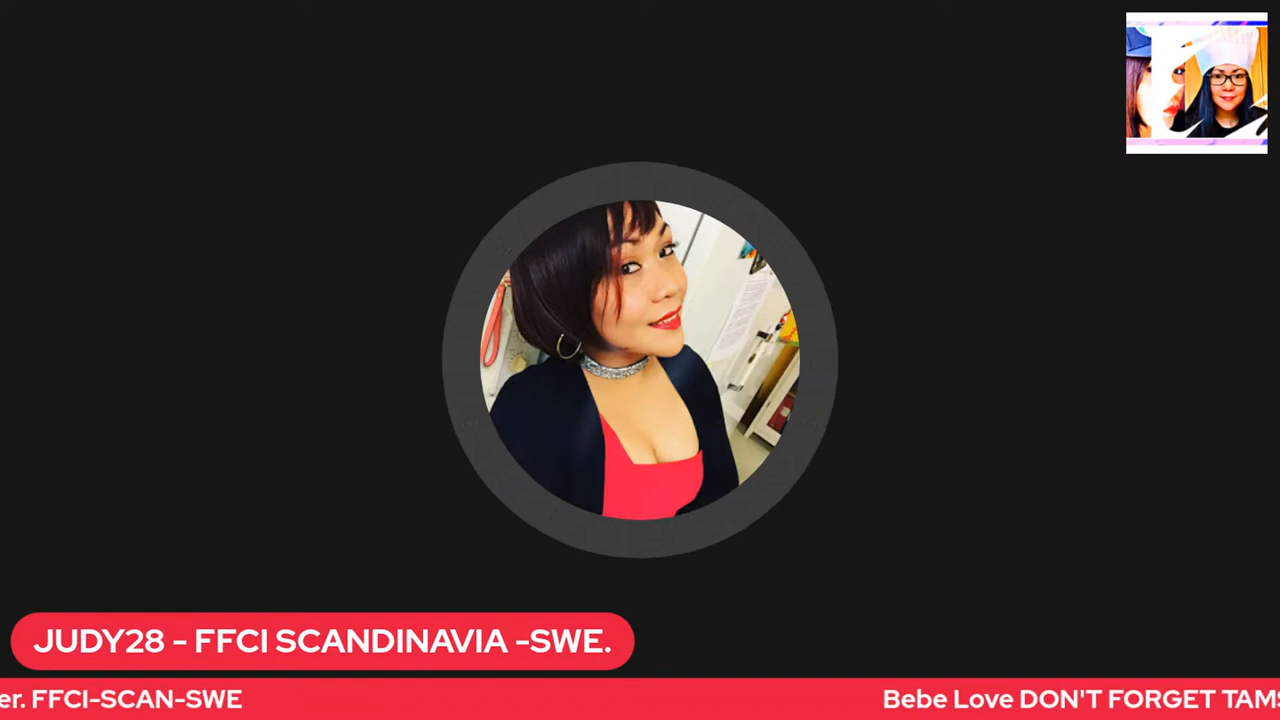 JUDY28 - FFCI SCANDINAVIA -SWE.
er. FFCI-SCAN-SWE
Bebe Love DON'T FORGET TAMS